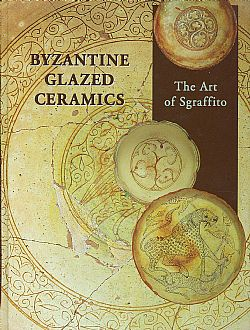 BYZANTINE
GLAZED
CERAMICS
The Art
of Sgraffito